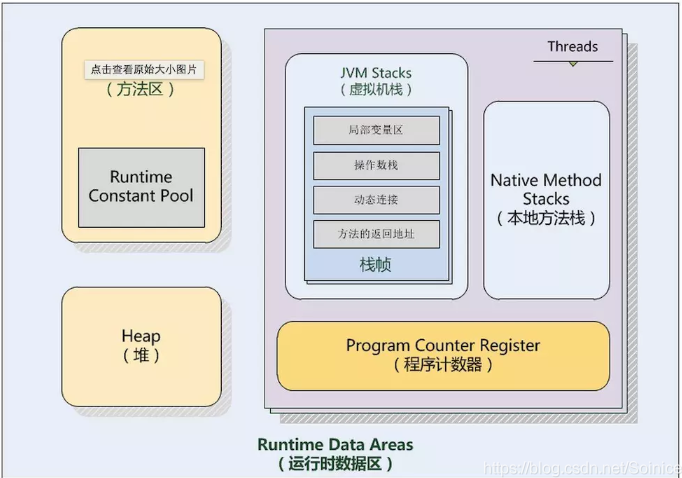 点击查看原始大小图片
（方法区）
Runtime
Constant Pool
Heap
（堆）
Threads
JVM Stacks
（虚拟机栈）
局部变量区
操作数栈
动态连接
方法的返回地址
栈帧
Native Method
Stacks
（本地方法栈）
Program Counter Register
（程序计数器）
Runtime Data Areas
（运行时数据区）
https://blog.csdn.net/Soinice